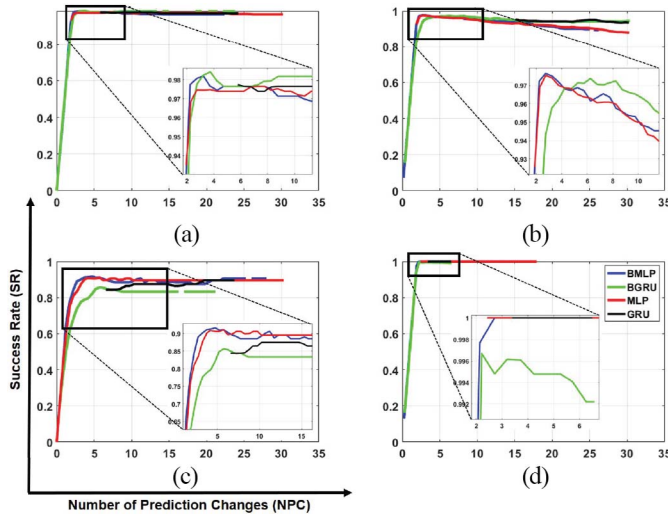 1
0.8
0.6
0.4
0.2
0
0.98
0.97
0.96
0.95
0.94
2 4 6 8 10
0 5 10 15 20 25 30 35
(a)
1
0.8
0.6
0.4
0.2
0
0.97
0.96
0.95
0.94
0.93
2 4 6 8 10
0 5 10 15 20 25 30 35
(b)
Success Rate (SR)
1
0.8
0.6
0.4
0.2
0
0.9
0.85
0.8
0.75
0.7
0.65
5 10 15
0 5 10 15 20 25 30 35
(c)
1
0.8
0.6
0.4
0.2
0
BMLP
BGRU
MLP
GRU
1
0.998
0.996
0.994
0.992
2 3 4 5 6
0 5 10 15 20 25 30 35
(d)
Number of Prediction Changes (NPC)